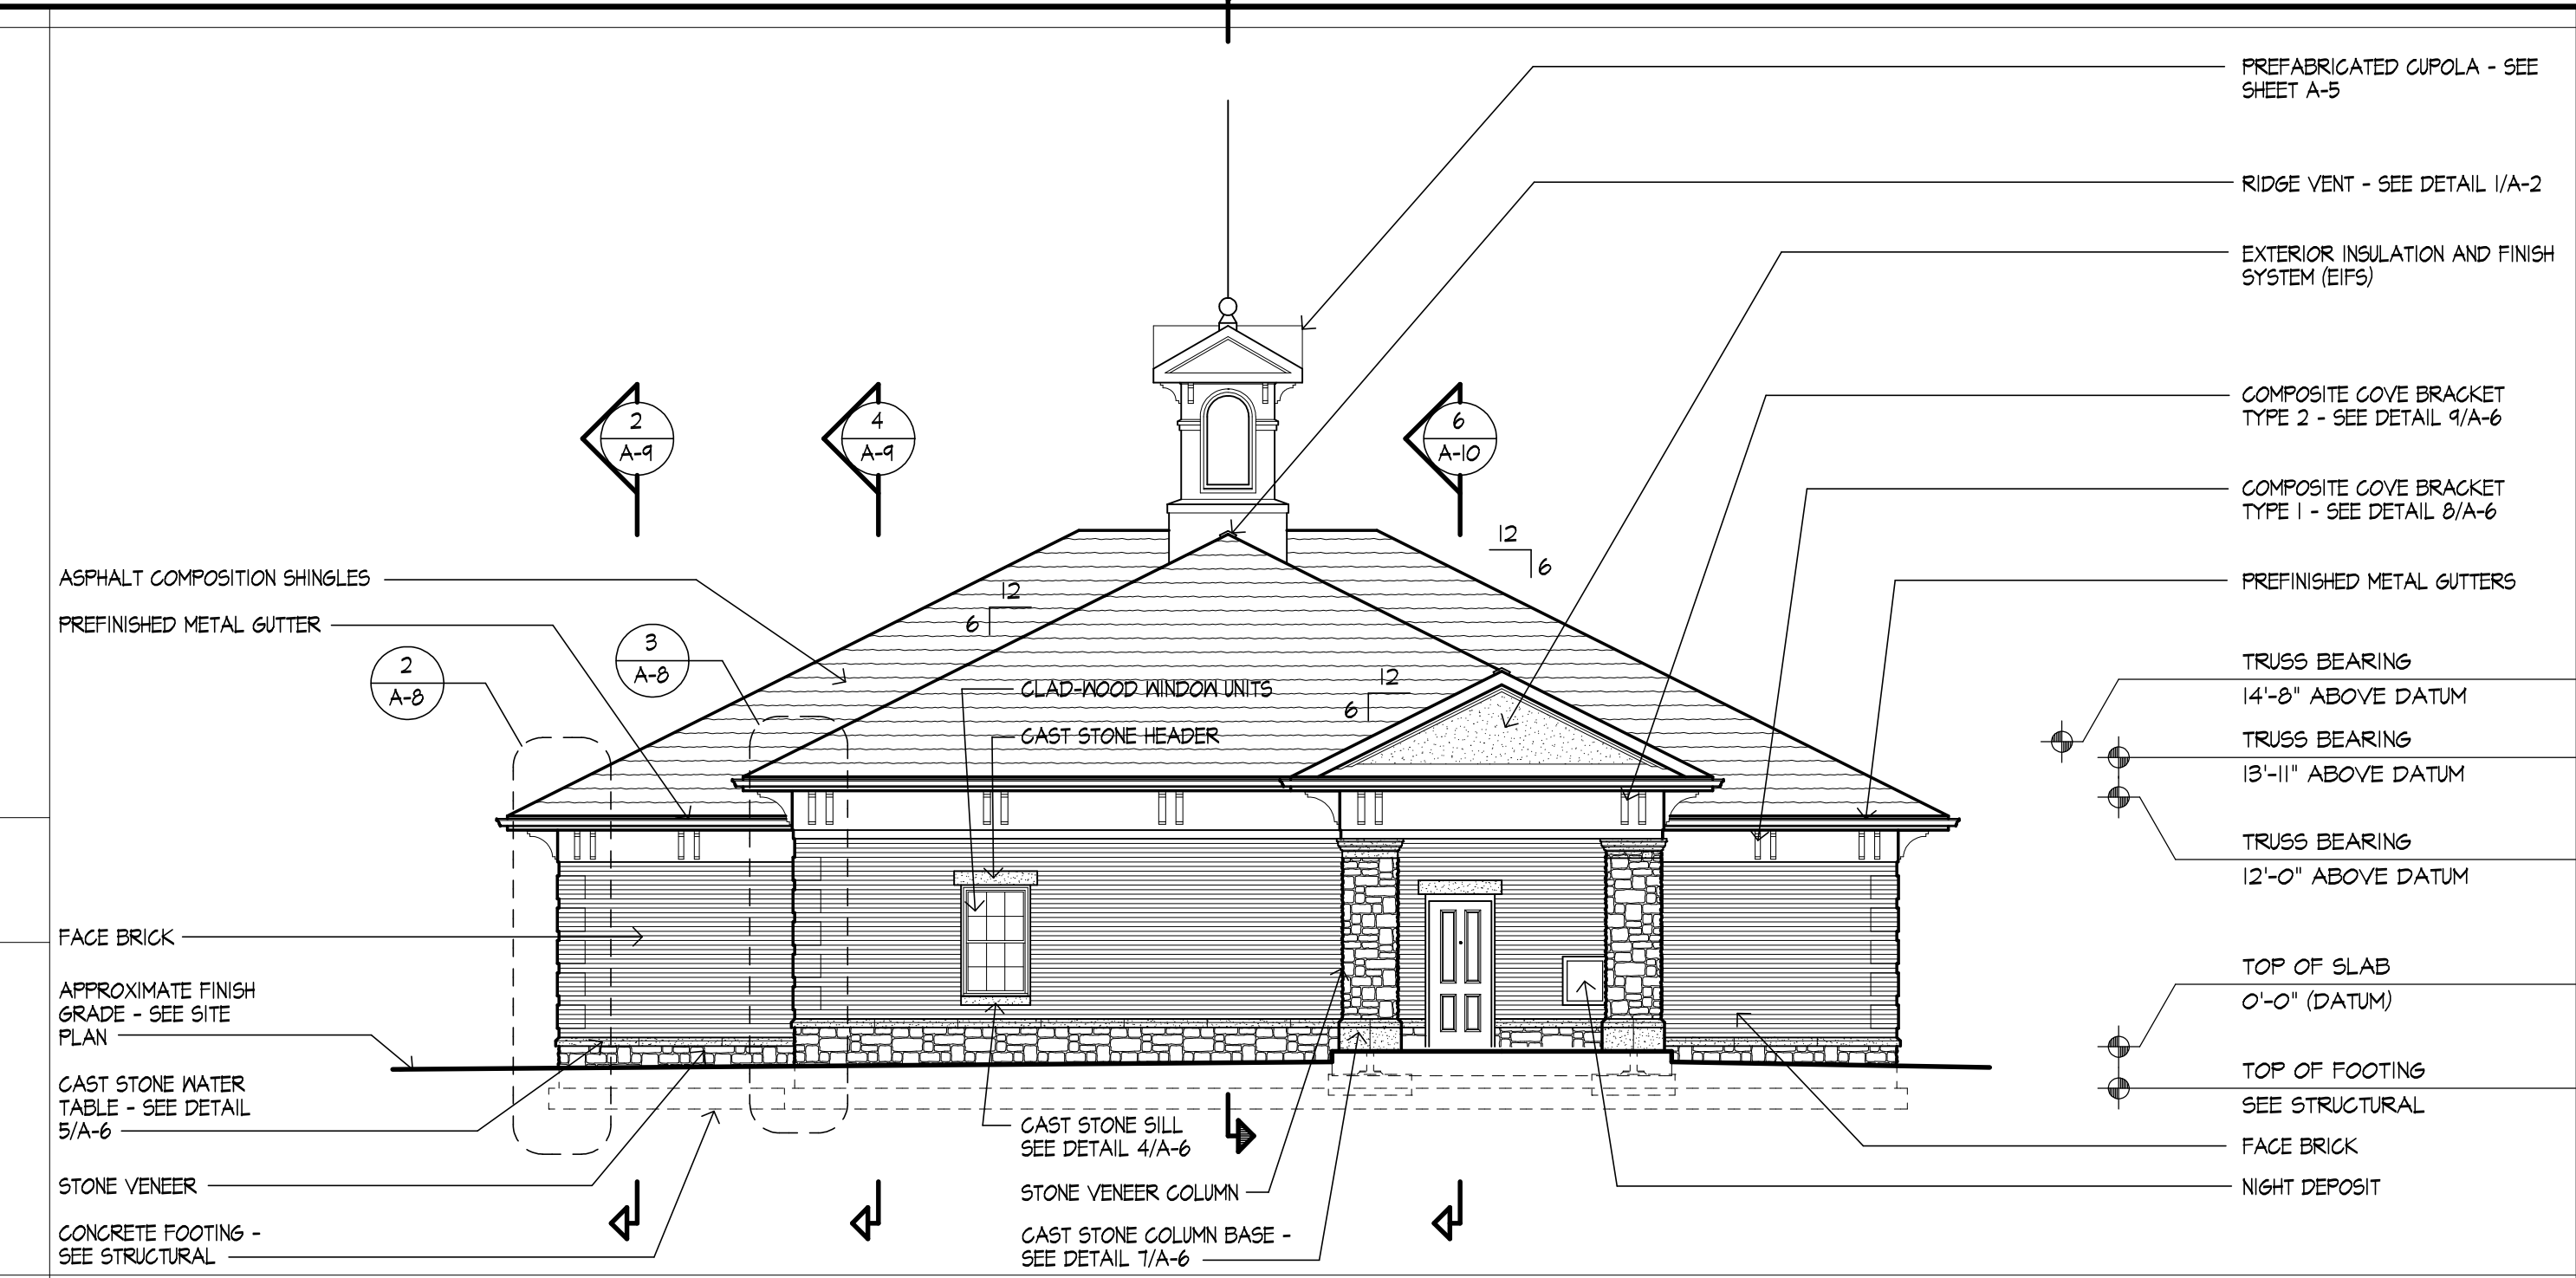 PREFABRICATED CUPOLA - SEE
SHEET A-5
RIDGE VENT - SEE DETAIL 1/A-2
EXTERIOR INSULATION AND FINISH
SYSTEM (EIFS)
COMPOSITE COVE BRACKET
TYPE 2 - SEE DETAIL 9/A-6
COMPOSITE COVE BRACKET
TYPE 1 - SEE DETAIL 8/A-6
PREFINISHED METAL GUTTERS
TRUSS BEARING
14'-8" ABOVE DATUM
TRUSS BEARING
13'-11" ABOVE DATUM
TRUSS BEARING
12'-0" ABOVE DATUM
TOP OF SLAB
0'-0" (DATUM)
TOP OF FOOTING
SEE STRUCTURAL
FACE BRICK
NIGHT DEPOSIT
2
A-9
4
A-9
6
A-10
12
6
12
6
12
6
ASPHALT COMPOSITION SHINGLES
PREFINISHED METAL GUTTER
2
A-8
3
A-8
CLAD-WOOD WINDOW UNITS
CAST STONE HEADER
FACE BRICK
APPROXIMATE FINISH
GRADE - SEE SITE
PLAN
CAST STONE WATER
TABLE - SEE DETAIL
5/A-6
STONE VENEER
CONCRETE FOOTING -
SEE STRUCTURAL
CAST STONE SILL
SEE DETAIL 4/A-6
STONE VENEER COLUMN
CAST STONE COLUMN BASE -
SEE DETAIL 7/A-6